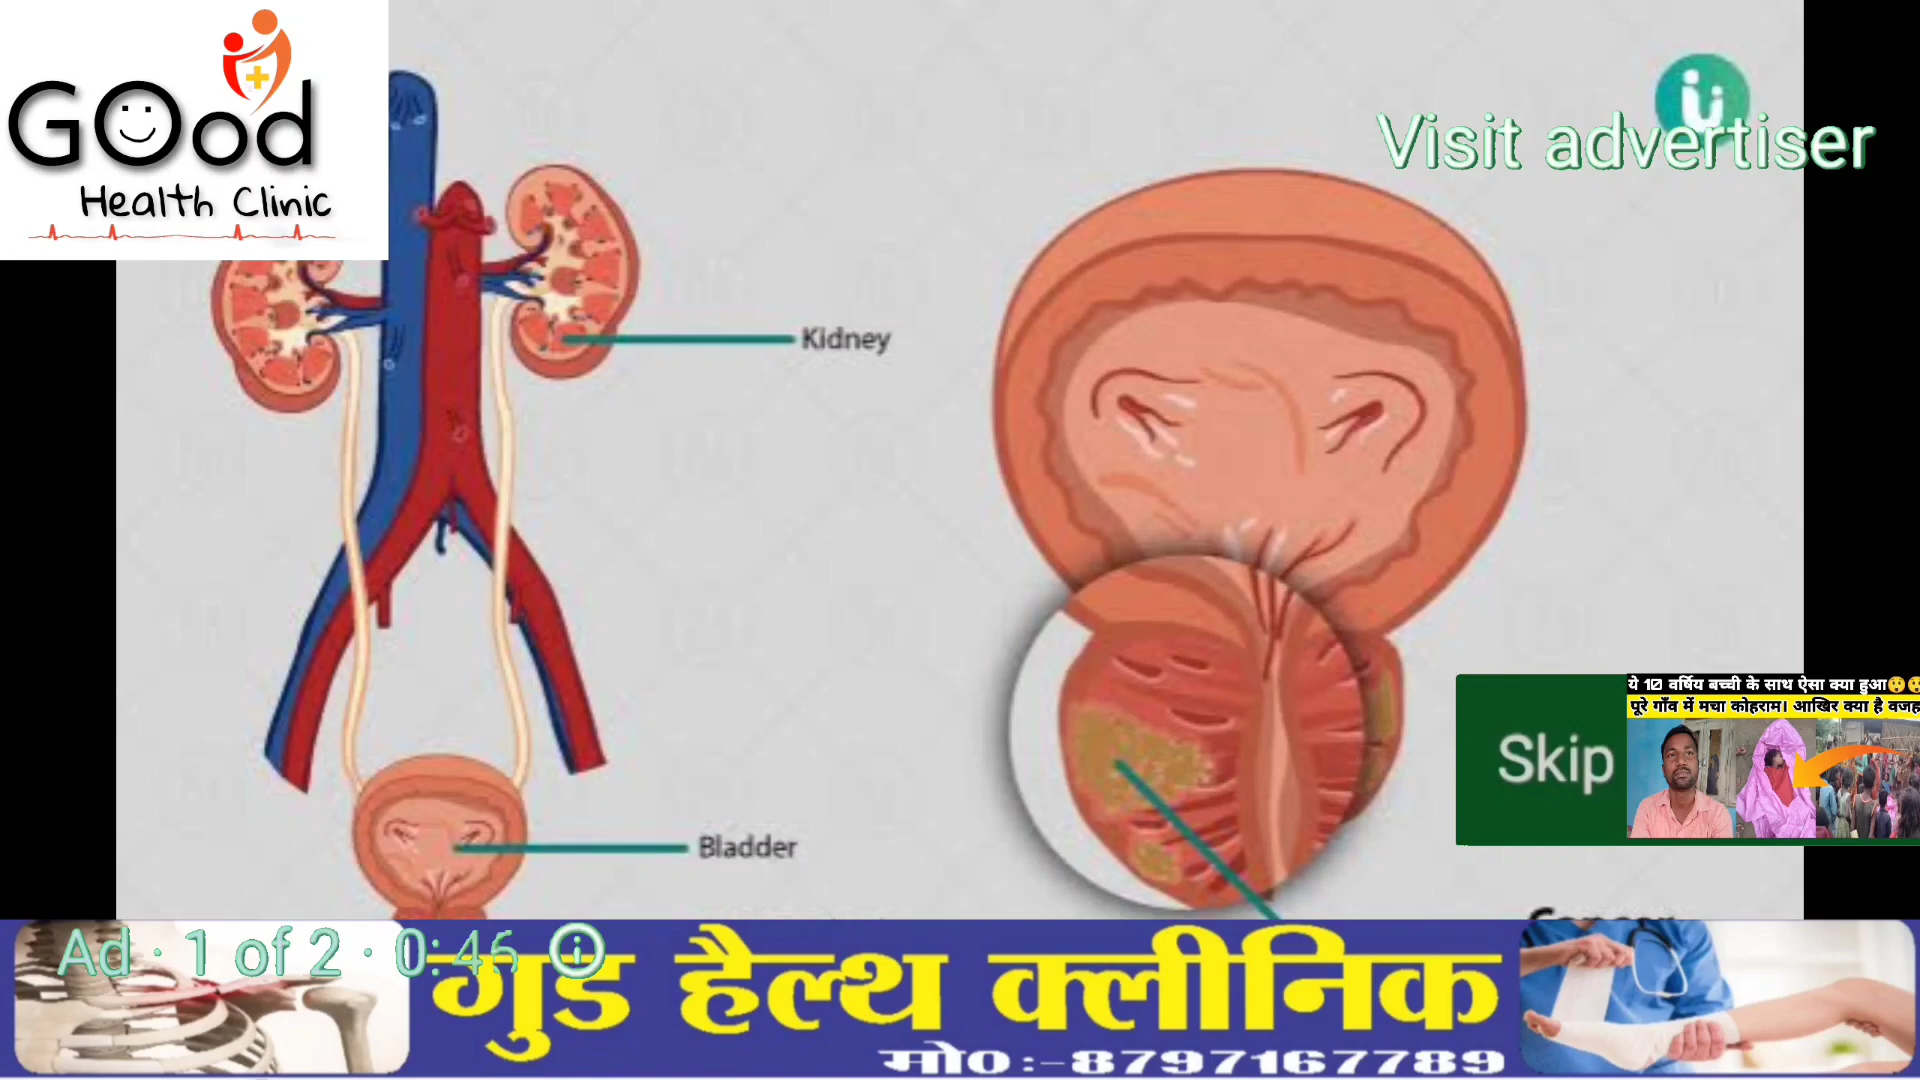 GOod
Health Clinic
Visit advertiser
Kidney
Bladder
Skip
ये 12 वर्षिय बच्ची के साथ ऐसा क्या हुआ😲😲
पूरे गाँव में मचा कोहराम। आखिर क्या है वजह
Ad · 1 of 2 · 0:46
गुड हैल्थ क्लीनिक
मो0:-8797167789